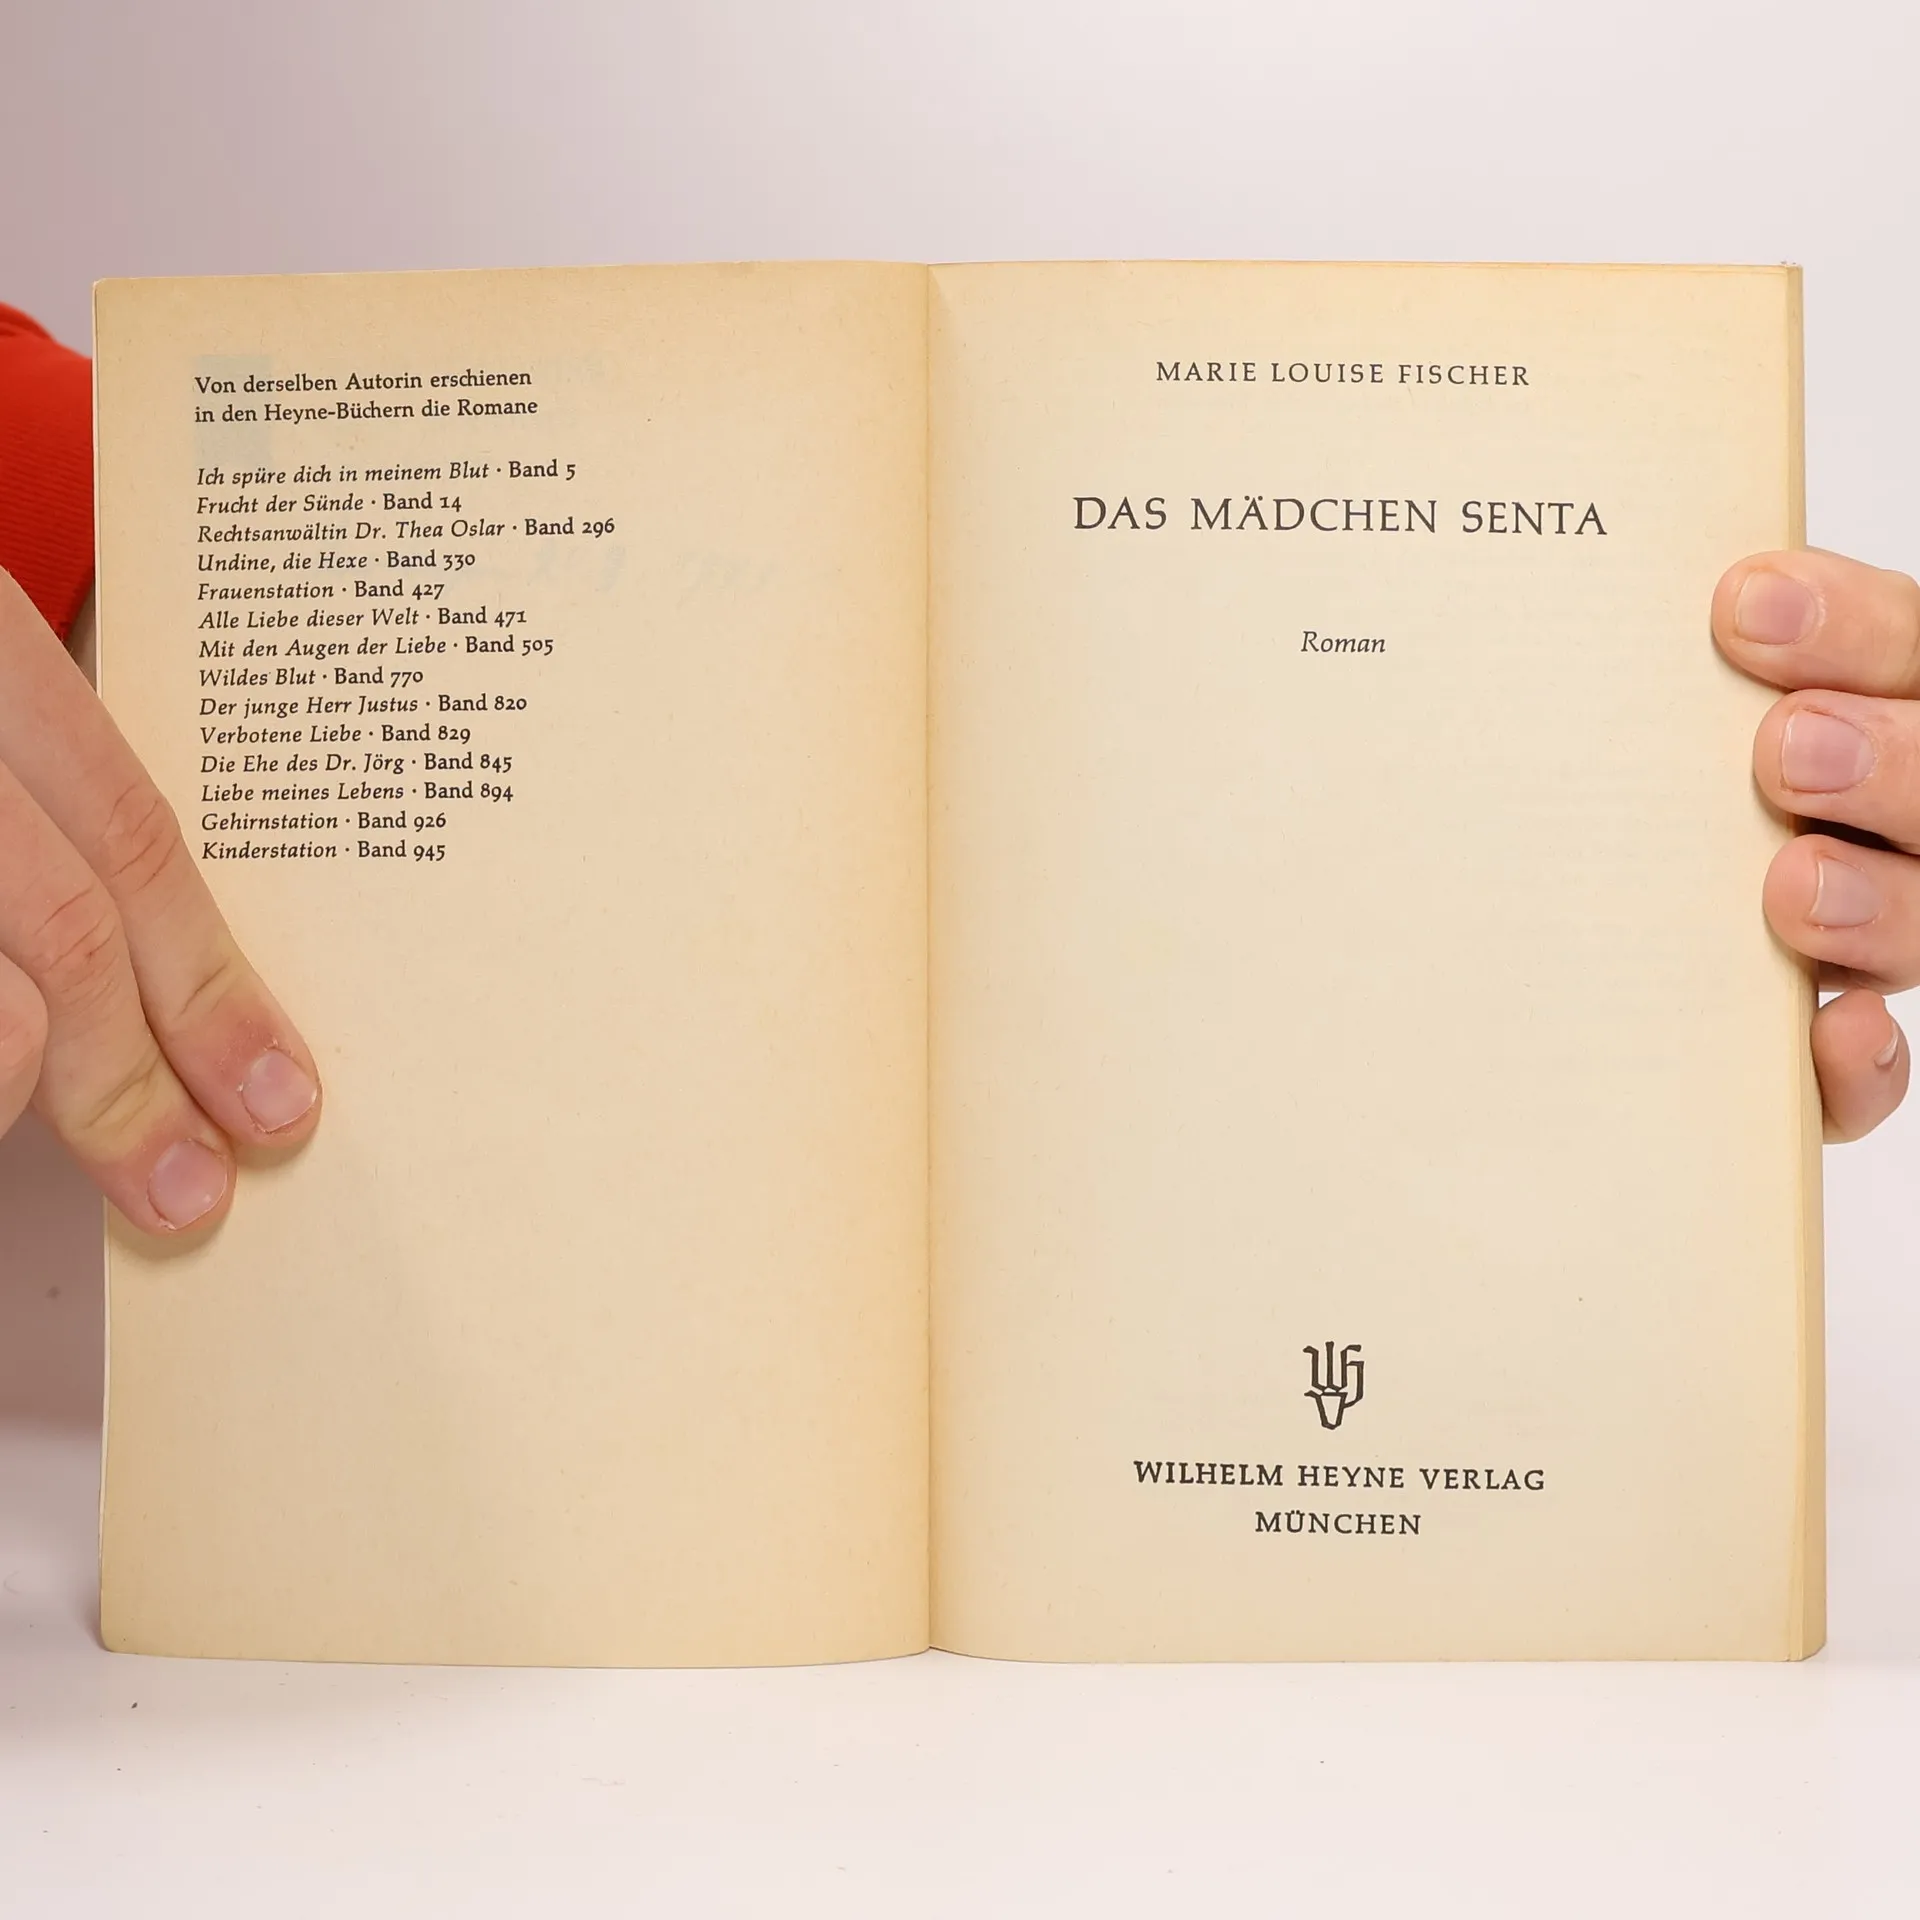 Von derselben Autorin erschienen
in den Heyne-Büchern die Romane
Ich spüre dich in meinem Blut · Band 5
Frucht der Sünde · Band 14
Rechtsanwältin Dr. Thea Oslar · Band 296
Undine, die Hexe · Band 330
Frauenstation · Band 427
Alle Liebe dieser Welt · Band 471
Mit den Augen der Liebe · Band 505
Wildes Blut · Band 770
Der junge Herr Justus · Band 820
Verbotene Liebe · Band 829
Die Ehe des Dr. Jörg · Band 845
Liebe meines Lebens · Band 894
Gehirnstation · Band 926
Kinderstation · Band 945
MARIE LOUISE FISCHER
DAS MÄDCHEN SENTA
Roman
WILHELM HEYNE VERLAG
MÜNCHEN